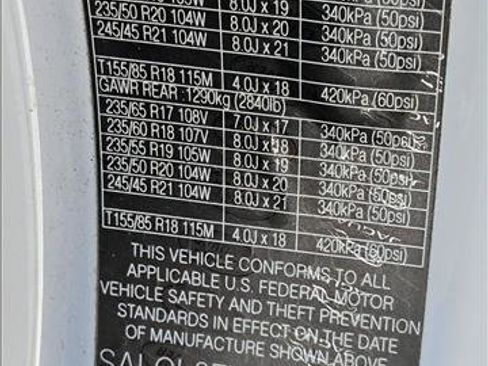 235/50 R20 104W 8.0J x 19 340kPa (50psi)
245/45 R21 104W 8.0J x 20 340kPa (50psi)
8.0J x 21 340kPa (50psi)
T155/85 R18 115M 4.0J x 18 420kPa (60psi)
GAWR REAR :1290kg (2840lb)
235/65 R17 108V 7.0J x 17 340kPa (50psi)
235/60 R18 107V 8.0J x 18 340kPa (50psi)
235/55 R19 105W 8.0J x 19 340kPa (50psi)
235/50 R20 104W 8.0J x 20 340kPa (50psi)
245/45 R21 104W 8.0J x 21 340kPa (50psi)
T155/85 R18 115M 4.0J x 18 420kPa (60psi)
THIS VEHICLE CONFORMS TO ALL
APPLICABLE U.S. FEDERAL MOTOR
VEHICLE SAFETY AND THEFT PREVENTION
STANDARDS IN EFFECT ON THE DATE
OF MANUFACTURE SHOWN ABOVE